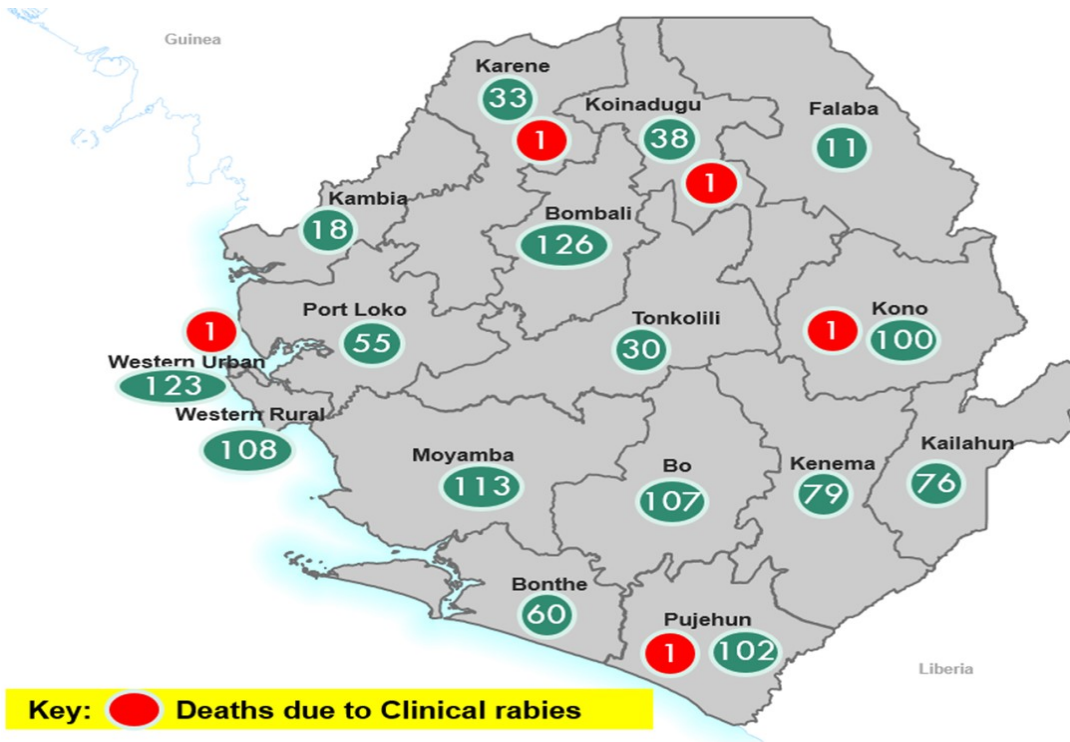 Guinea
Karene
33
1
Koinadugu
38
1
Falaba
11
Kambia
18
Bombali
126
1
Western Urban
123
Port Loko
55
Tonkolili
30
Kono
1
100
Western Rural
108
Moyamba
113
Bo
107
Kenema
79
Kailahun
76
Bonthe
60
Pujehun
1
102
Liberia
Key: Deaths due to Clinical rabies